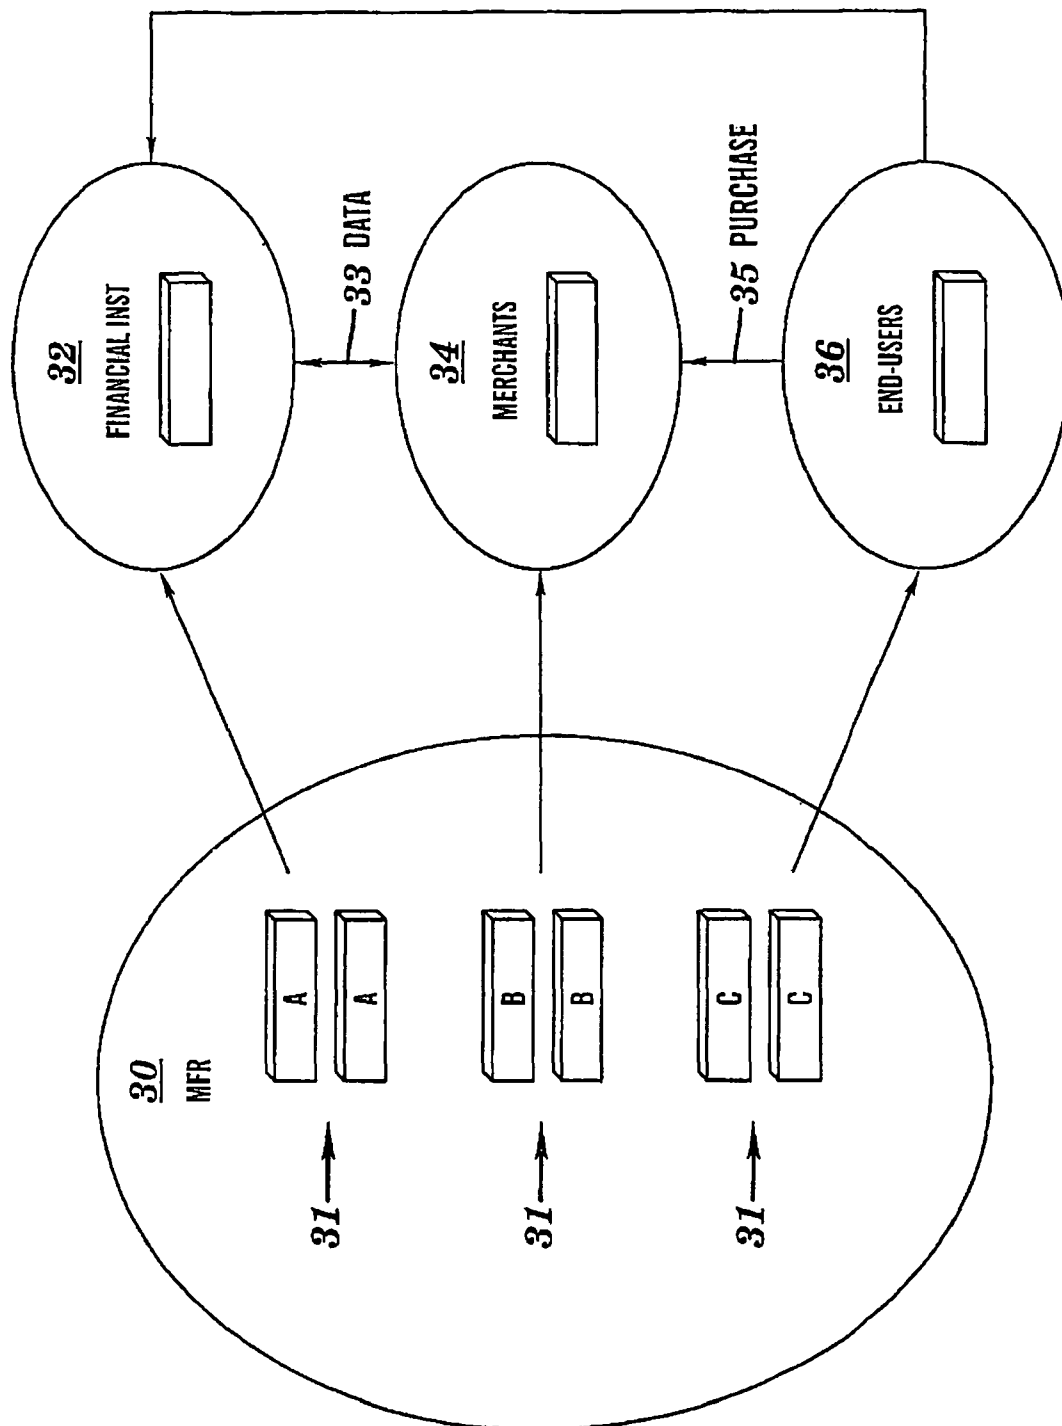 30
MFR
31
A
A
31
B
B
31
C
C
32
FINANCIAL INST
33 DATA
34
MERCHANTS
35 PURCHASE
36
END-USERS